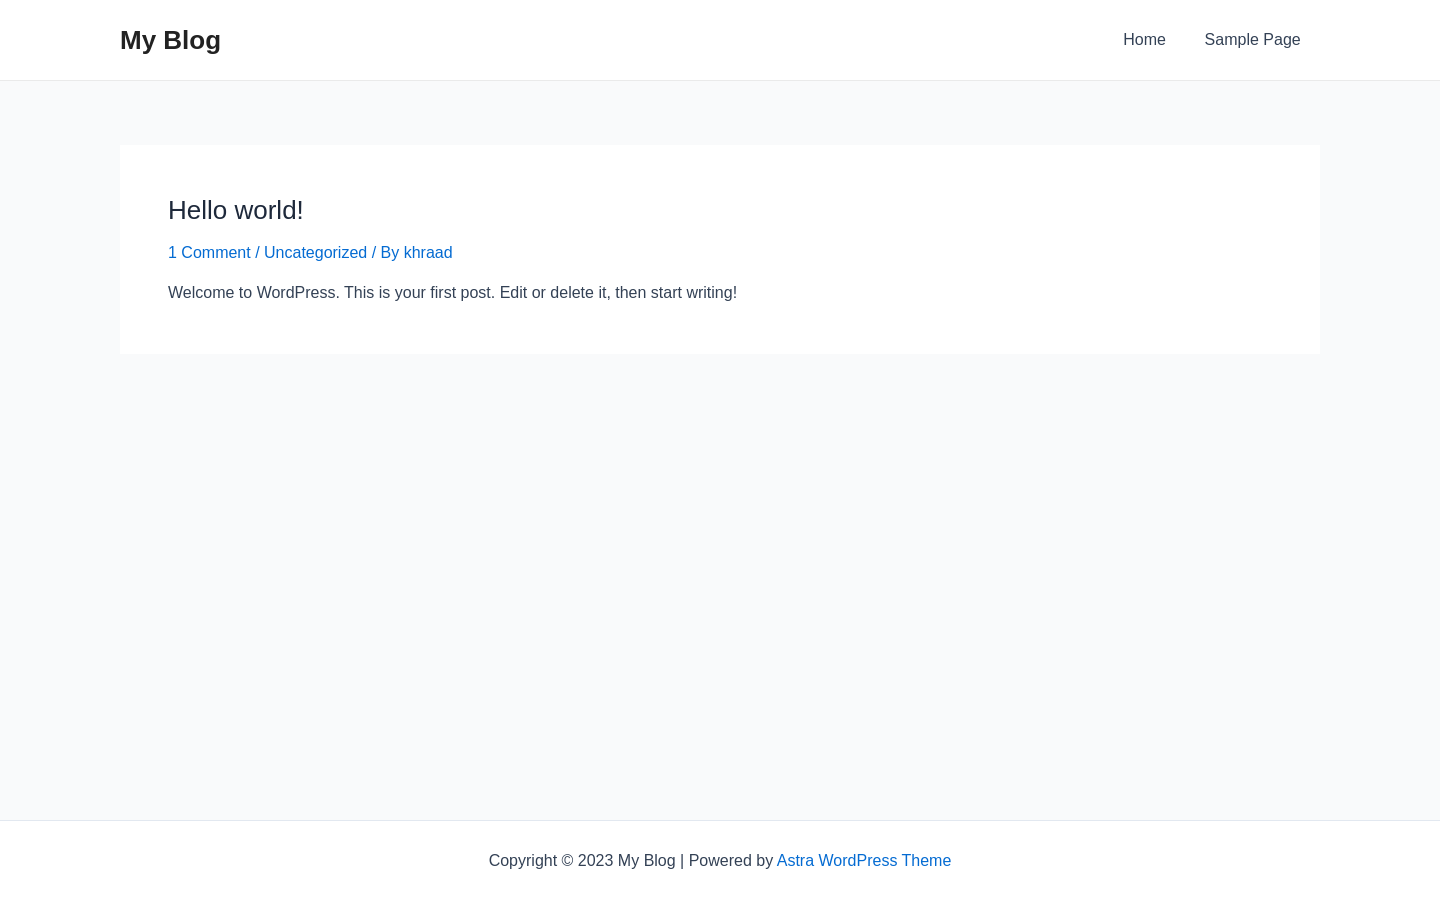 My Blog
Home
Sample Page
Hello world!
1 Comment / Uncategorized / By khraad
Welcome to WordPress. This is your first post. Edit or delete it, then start writing!
Copyright © 2023 My Blog | Powered by Astra WordPress Theme